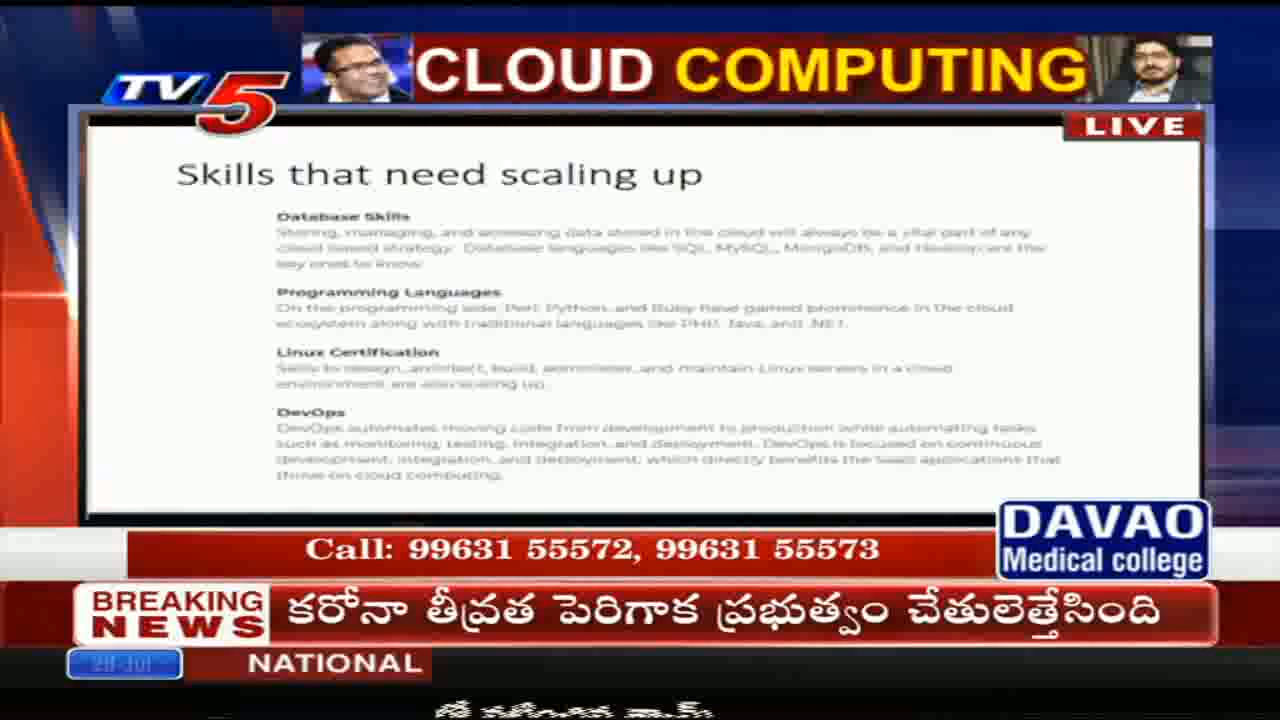 TV5
CLOUD COMPUTING
LIVE
Skills that need scaling up
Database Skills
Storing, managing, and accessing data stored in the cloud will always be a vital part of any
cloud based strategy. Database languages like SQL, MySQL, MongoDB, and Hadoop are the
key ones to know.
Programming Languages
On the programming side, Perl, Python, and Ruby have gained prominence in the cloud
ecosystem along with traditional languages like PHP, Java, and .NET.
Linux Certification
Skills to design, architect, build, administer, and maintain Linux servers in a cloud
environment are also scaling up.
DevOps
DevOps automates moving code from development to production while automating tasks
such as monitoring, testing, integration, and deployment. DevOps is focused on continuous
development, integration, and deployment, which directly benefits the SaaS applications that
thrive on cloud computing.
DAVAO
Medical college
Call: 99631 55572, 99631 55573
BREAKING
NEWS
కరోనా తీవ్రత పెరిగాక ప్రభుత్వం చేతులెత్తేసింది
NATIONAL